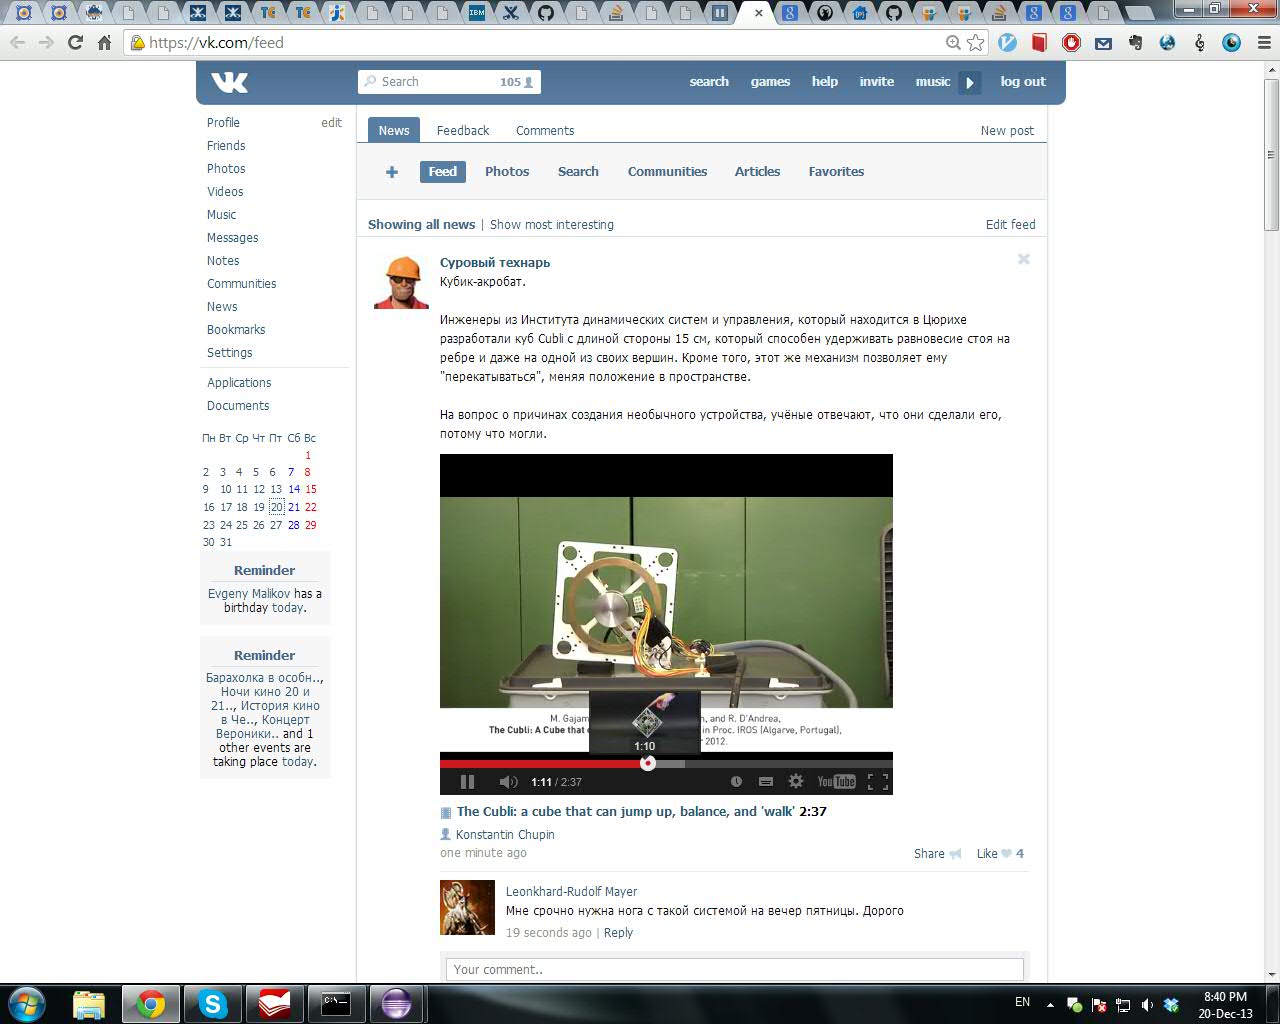 IBM
https://vk.com/feed
Search 105
search games help invite music log out
Profile edit
Friends
Photos
Videos
Music
Messages
Notes
Communities
News
Bookmarks
Settings
Applications
Documents
Пн Вт Ср Чт Пт Сб Вс
1
2 3 4 5 6 7 8
9 10 11 12 13 14 15
16 17 18 19 20 21 22
23 24 25 26 27 28 29
30 31
Reminder
Evgeny Malikov has a
birthday today.
Reminder
Барахолка в особн..,
Ночи кино 20 и
21.., История кино
в Че.., Концерт
Вероники.. and 1
other events are
taking place today.
News Feedback Comments New post
+ Feed Photos Search Communities Articles Favorites
Showing all news | Show most interesting Edit feed
Суровый технарь
Кубик-акробат.
Инженеры из Института динамических систем и управления, который находится в Цюрихе
разработали куб Cubli с длиной стороны 15 см, который способен удерживать равновесие стоя на
ребре и даже на одной из своих вершин. Кроме того, этот же механизм позволяет ему
"перекатываться", меняя положение в пространстве.
На вопрос о причинах создания необычного устройства, учёные отвечают, что они сделали его,
потому что могли.
M. Gajam and R. D'Andrea,
The Cubli: A Cube that in Proc. IROS (Algarve, Portugal),
2012.
1:10
1:11 / 2:37 YouTube
The Cubli: a cube that can jump up, balance, and 'walk' 2:37
Konstantin Chupin
one minute ago Share Like 4
Leonkhard-Rudolf Mayer
Мне срочно нужна нога с такой системой на вечер пятницы. Дорого
19 seconds ago | Reply
Your comment..
EN 8:40 PM
20-Dec-13